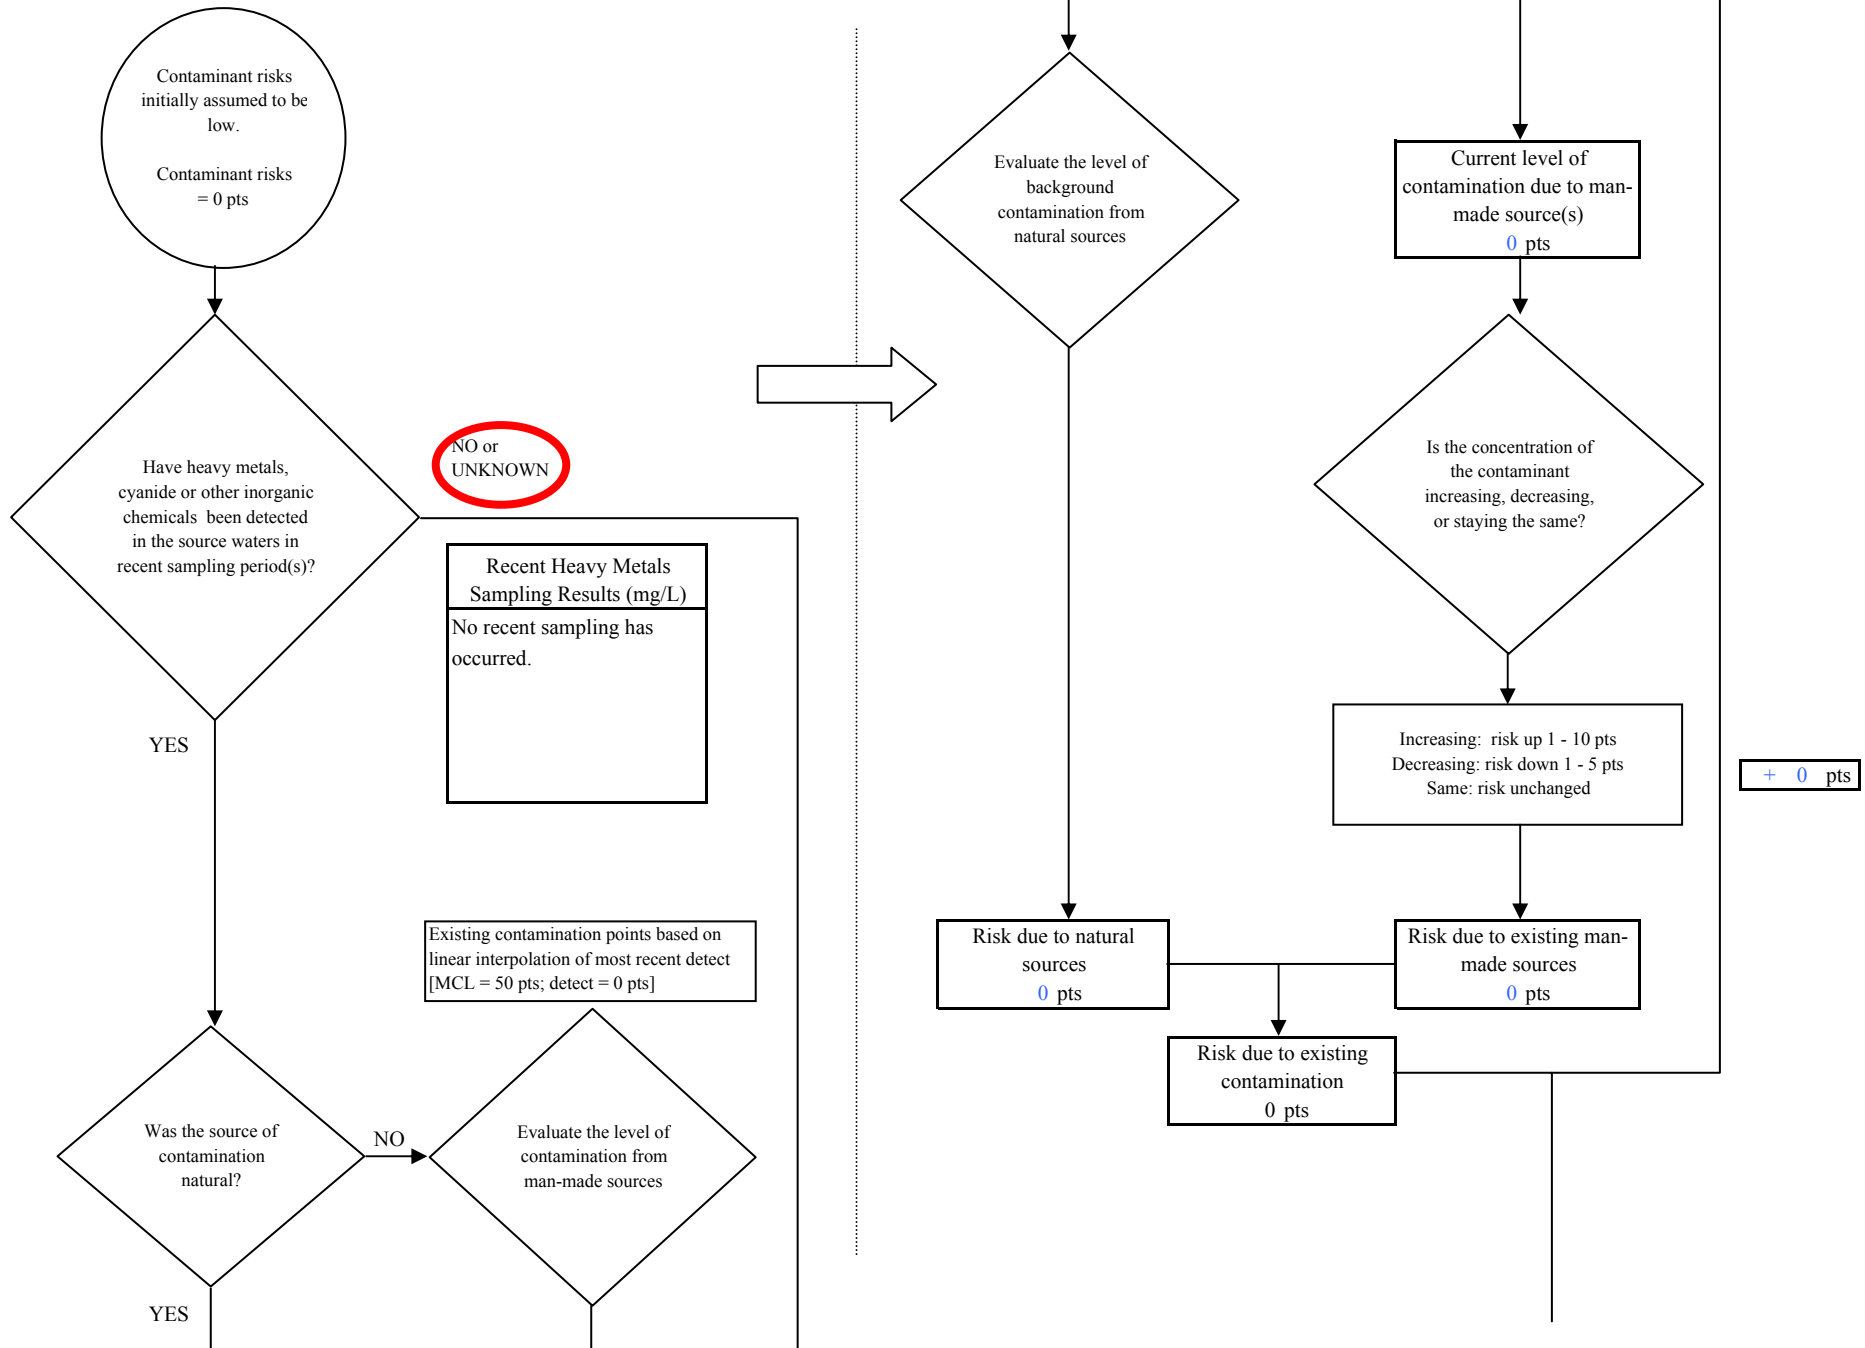 Contaminant risks
initially assumed to be
low.
Contaminant risks
= 0 pts
Have heavy metals,
cyanide or other inorganic
chemicals been detected
in the source waters in
recent sampling period(s)?
NO or
UNKNOWN
Recent Heavy Metals
Sampling Results (mg/L)
No recent sampling has
occurred.
YES
Existing contamination points based on
linear interpolation of most recent detect
[MCL = 50 pts; detect = 0 pts]
Was the source of
contamination
natural?
NO
Evaluate the level of
contamination from
man-made sources
YES
Evaluate the level of
background
contamination from
natural sources
Current level of
contamination due to man-
made source(s)
0 pts
Is the concentration of
the contaminant
increasing, decreasing,
or staying the same?
Increasing: risk up 1 - 10 pts
Decreasing: risk down 1 - 5 pts
Same: risk unchanged
+ 0 pts
Risk due to natural
sources
0 pts
Risk due to existing man-
made sources
0 pts
Risk due to existing
contamination
0 pts